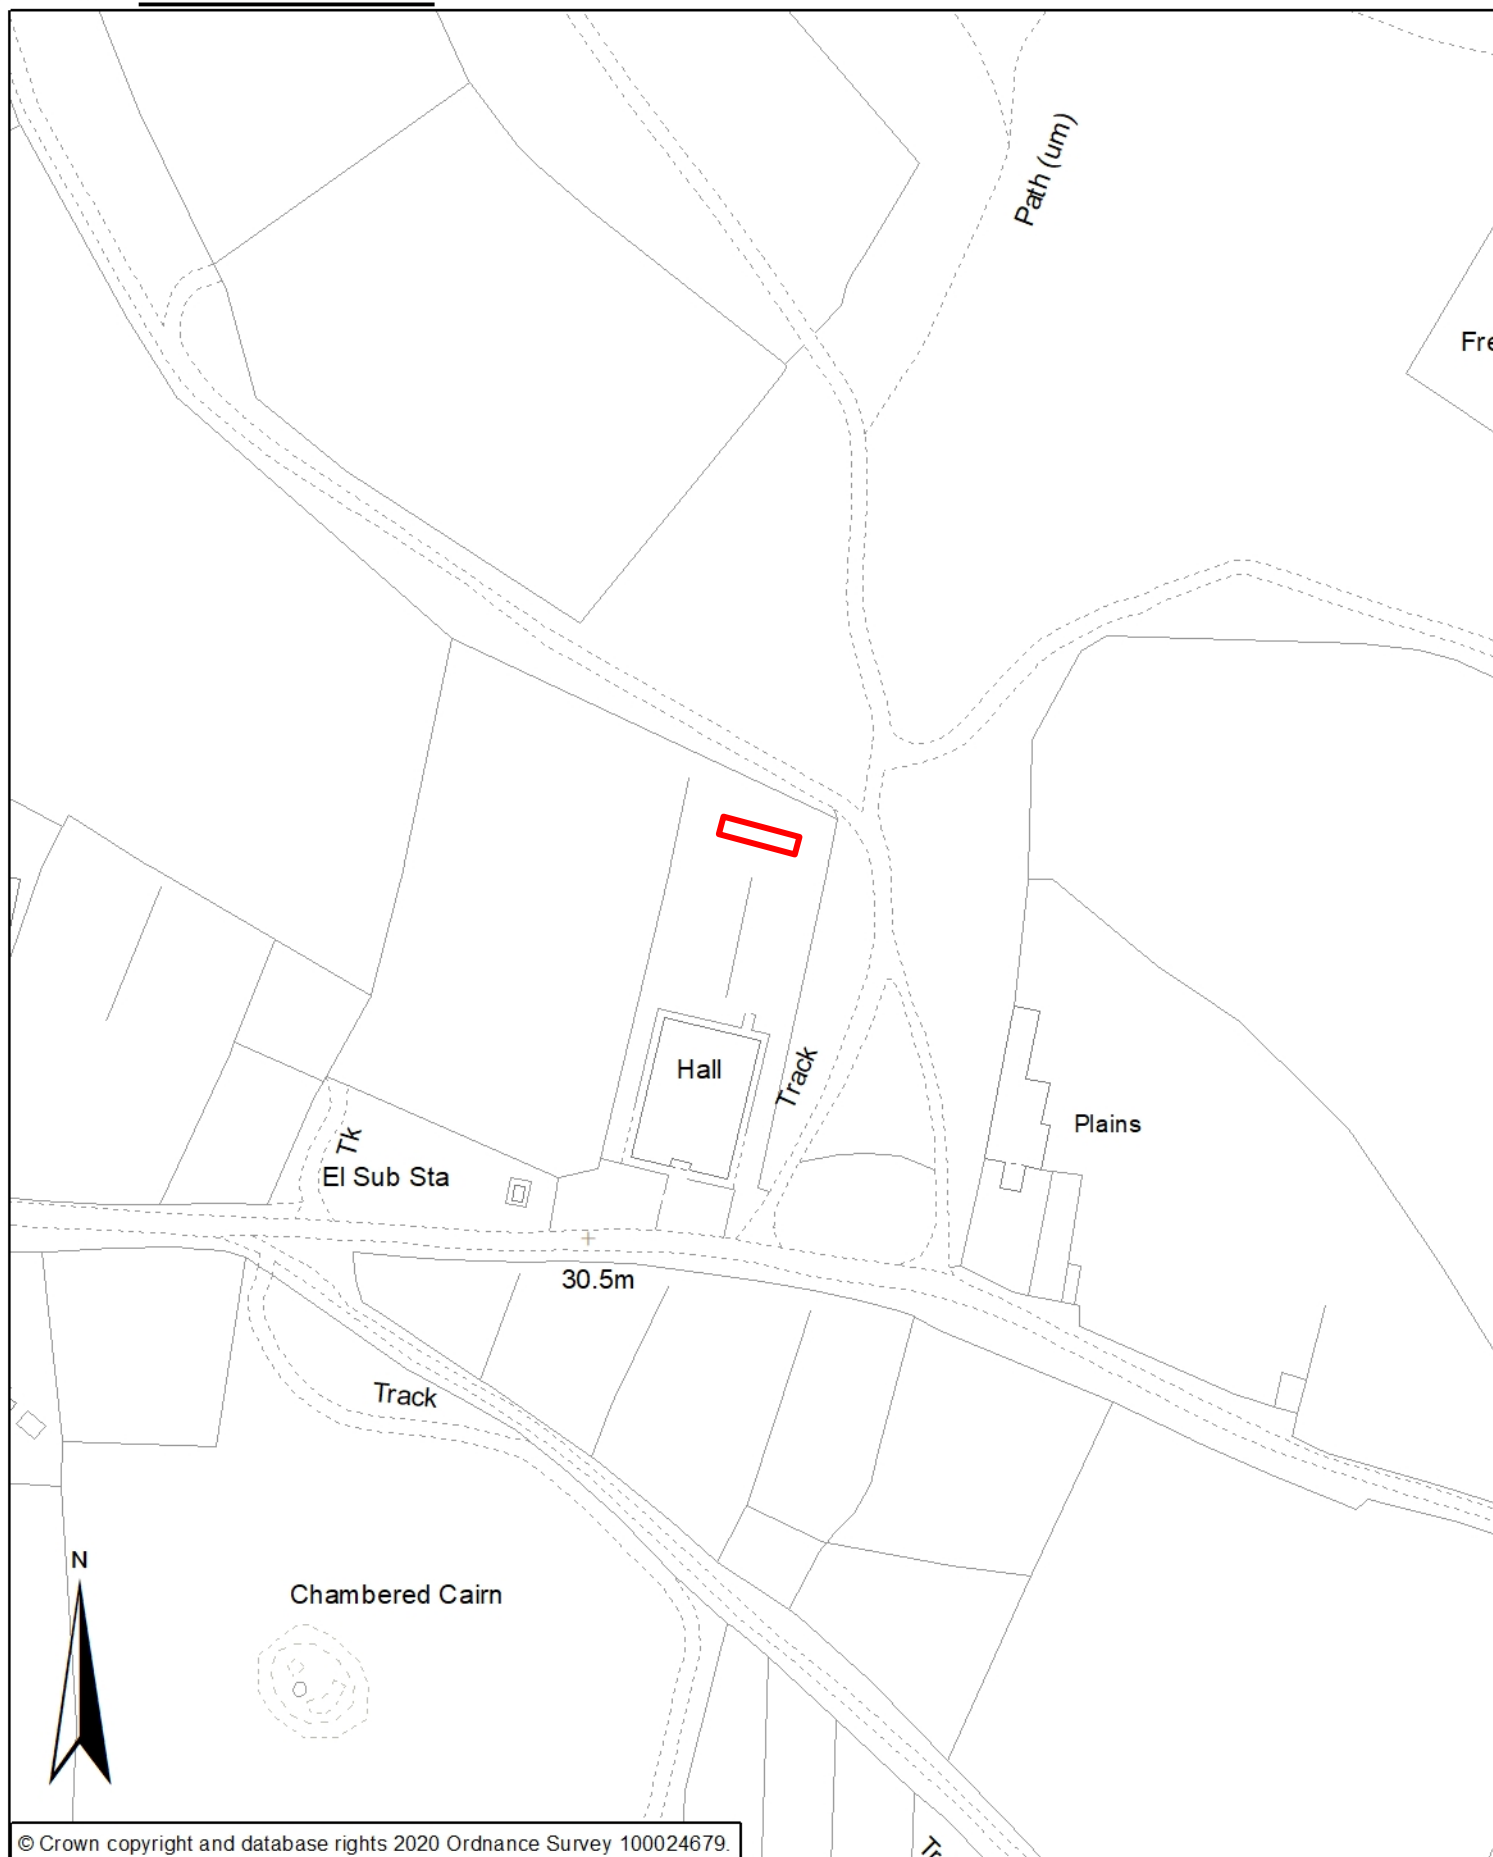 Path (um)
Fre
Hall
Track
Plains
Tk
El Sub Sta
30.5m
Track
N
Chambered Cairn
© Crown copyright and database rights 2020 Ordnance Survey 100024679.